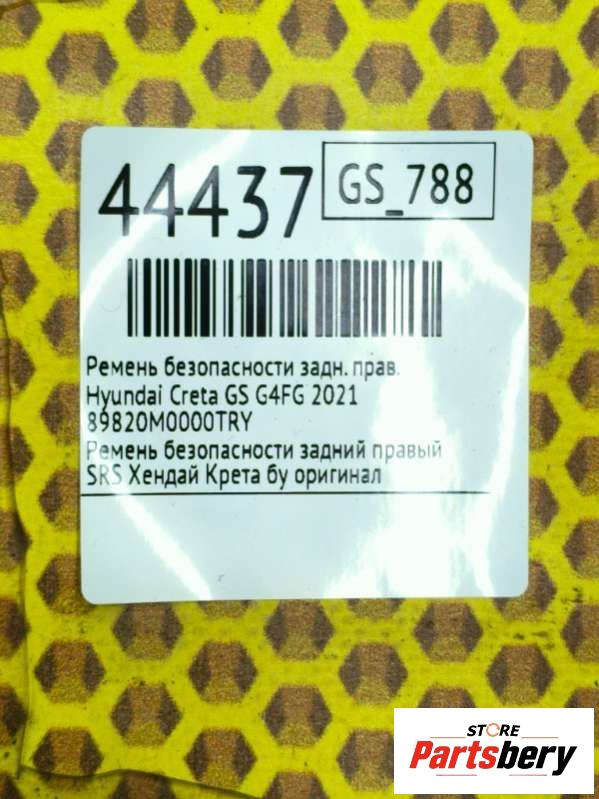 44437
GS_788
Ремень безопасности задн. прав.
Hyundai Creta GS G4FG 2021
89820M0000TRY
Ремень безопасности задний правый
SRS Хендай Крета бу оригинал
STORE
Partsbery